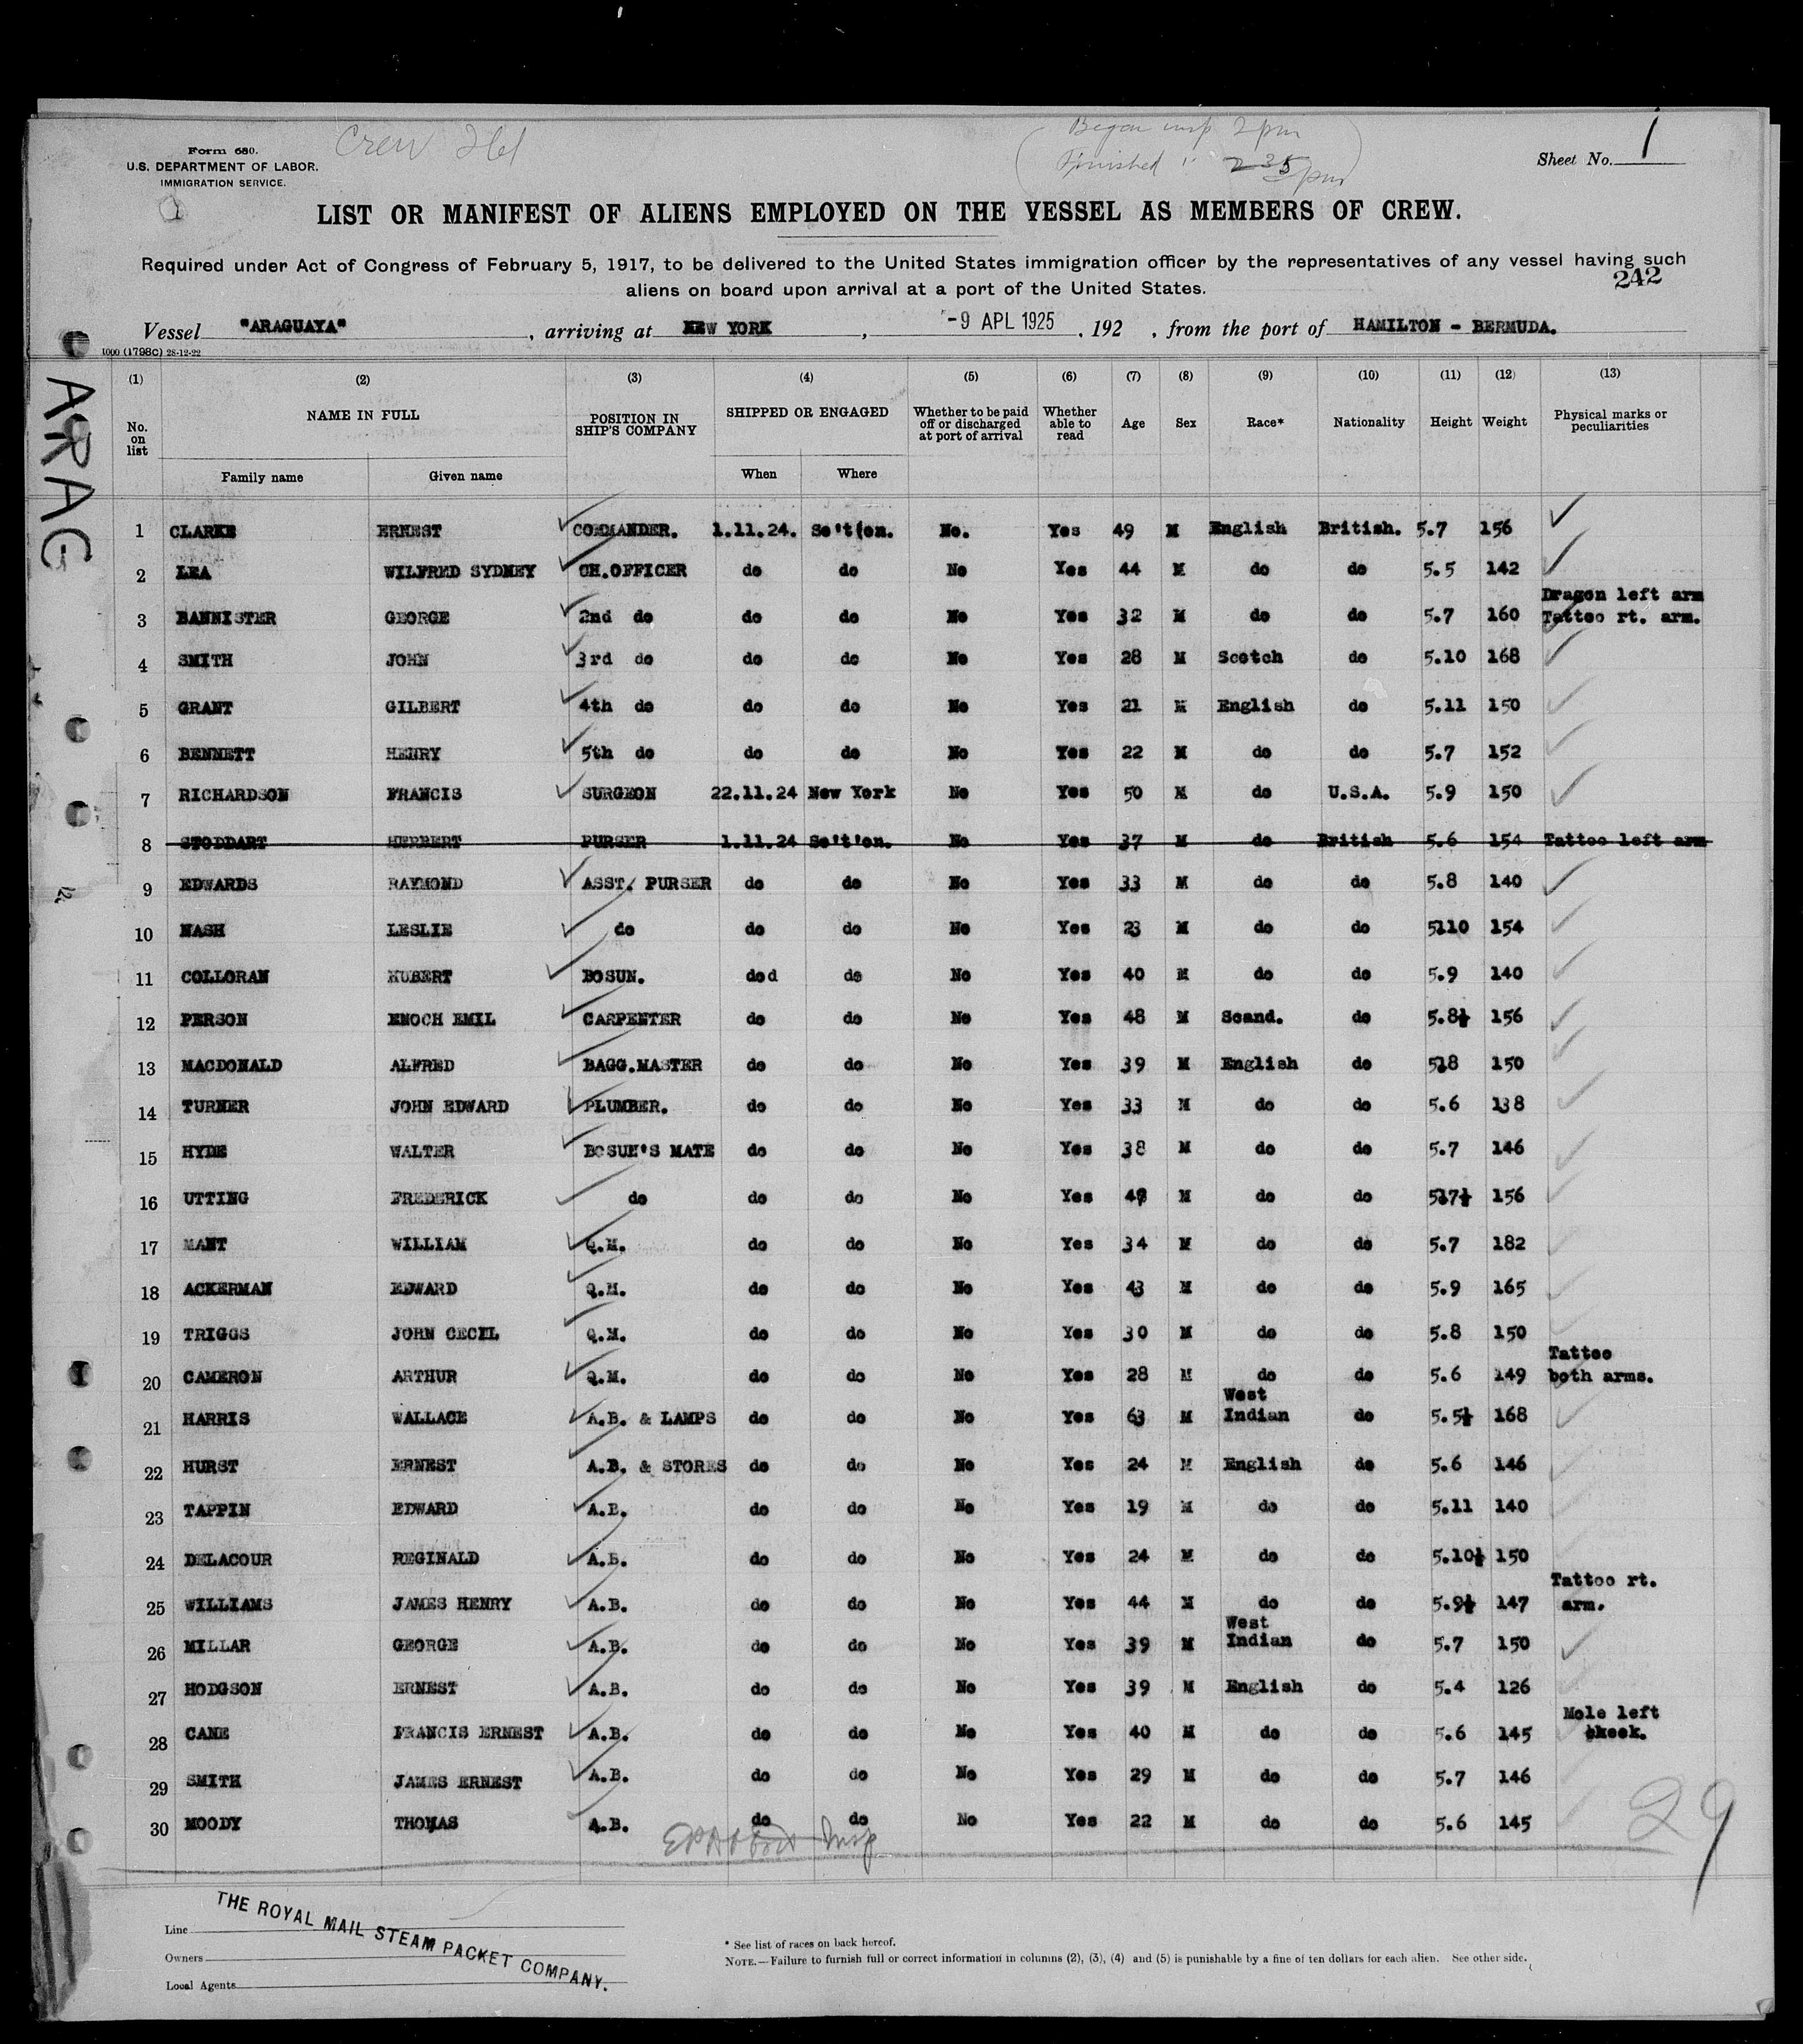 Crew 261
(Began insp 2 pm
Finished " 2 35 pm)
Form 680.
U.S. DEPARTMENT OF LABOR.
IMMIGRATION SERVICE.
Sheet No. 1
LIST OR MANIFEST OF ALIENS EMPLOYED ON THE VESSEL AS MEMBERS OF CREW.
Required under Act of Congress of February 5, 1917, to be delivered to the United States immigration officer by the representatives of any vessel having such
aliens on board upon arrival at a port of the United States.
242
Vessel "ARAGUAYA", arriving at NEW YORK, -9 APL 1925, 192 , from the port of HAMILTON - BERMUDA.
1000 (1798C) 28-12-22
ARAG
(1) (2) (3) (4) (5) (6) (7) (8) (9) (10) (11) (12) (13)
No. on list NAME IN FULL POSITION IN SHIP'S COMPANY SHIPPED OR ENGAGED Whether to be paid off or discharged at port of arrival Whether able to read Age Sex Race* Nationality Height Weight Physical marks or peculiarities
Family name Given name When Where
1 CLARKE ERNEST COMMANDER. 1.11.24. So't(on. No. Yes 49 M English British. 5.7 156
2 LEA WILFRED SYDNEY CH.OFFICER do do No Yes 44 M do do 5.5 142
3 BANNISTER GEORGE 2nd do do do No Yes 32 M do do 5.7 160 Dragon left arm Tattoo rt. arm.
4 SMITH JOHN 3rd do do do No Yes 28 M Scotch do 5.10 168
5 GRANT GILBERT 4th do do do No Yes 21 M English do 5.11 150
6 BENNETT HENRY 5th do do do No Yes 22 M do do 5.7 152
7 RICHARDSON FRANCIS SURGEON 22.11.24 New York No Yes 50 M do U.S.A. 5.9 150
8 STODDART HERBERT PURSER 1.11.24 So't'on. No Yes 37 M do British 5.6 154 Tattoo left arm
9 EDWARDS RAYMOND ASST. PURSER do do No Yes 33 M do do 5.8 140
10 NASH LESLIE do do do No Yes 23 M do do 5110 154
11 COLLORAN HUBERT BOSUN. dod do No Yes 40 M do do 5.9 140
12 PERSON ENOCH EMIL CARPENTER do do No Yes 48 M Scand. do 5.8½ 156
13 MACDONALD ALFRED BAGG.MASTER do do No Yes 39 M English do 5.8 150
14 TURNER JOHN EDWARD PLUMBER. do do No Yes 33 M do do 5.6 138
15 HYDE WALTER BOSUN'S MATE do do No Yes 38 M do do 5.7 146
16 UTTING FREDERICK do do do No Yes M do do 5.7½ 156
17 MANT WILLIAM Q.M. do do No Yes 34 M do do 5.7 182
18 ACKERMAN EDWARD Q.M. do do No Yes 43 M do do 5.9 165
19 TRIGGS JOHN CECIL Q.M. do do No Yes 30 M do do 5.8 150
20 CAMERON ARTHUR Q.M. do do No Yes 28 M do do 5.6 149 Tattoo both arms.
21 HARRIS WALLACE A.B. & LAMPS do do No Yes 63 M West Indian do 5.5½ 168
22 HURST ERNEST A.B. & STORES do do No Yes 24 M English do 5.6 146
23 TAPPIN EDWARD A.B. do do No Yes 19 M do do 5.11 140
24 DELACOUR REGINALD A.B. do do No Yes 24 M do do 5.10½ 150
25 WILLIAMS JAMES HENRY A.B. do do No Yes 44 M do do 5.9½ 147 Tattoo rt. arm.
26 MILLAR GEORGE A.B. do do No Yes 39 M West Indian do 5.7 150
27 HODGSON ERNEST A.B. do do No Yes 39 M English do 5.4 126
28 CANE FRANCIS ERNEST A.B. do do No Yes 40 M do do 5.6 145 Mole left cheek.
29 SMITH JAMES ERNEST A.B. do do No Yes 29 M do do 5.7 146
30 MOODY THOMAS A.B. do do No Yes 22 M do do 5.6 145
Insp
29
Line
Owners
Local Agents
THE ROYAL MAIL STEAM PACKET COMPANY.
* See list of races on back hereof.
NOTE.—Failure to furnish full or correct information in columns (2), (3), (4) and (5) is punishable by a fine of ten dollars for each alien. See other side.